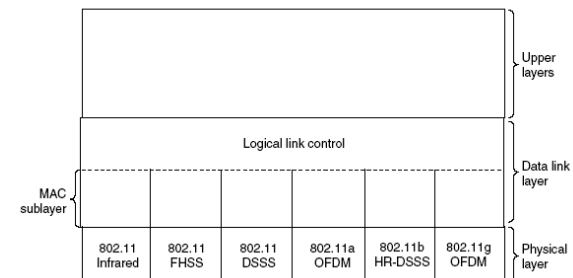 Upper
layers
Logical link control
Data link
layer
MAC
sublayer
802.11
Infrared
802.11
FHSS
802.11
DSSS
802.11a
OFDM
802.11b
HR-DSSS
802.11g
OFDM
Physical
layer